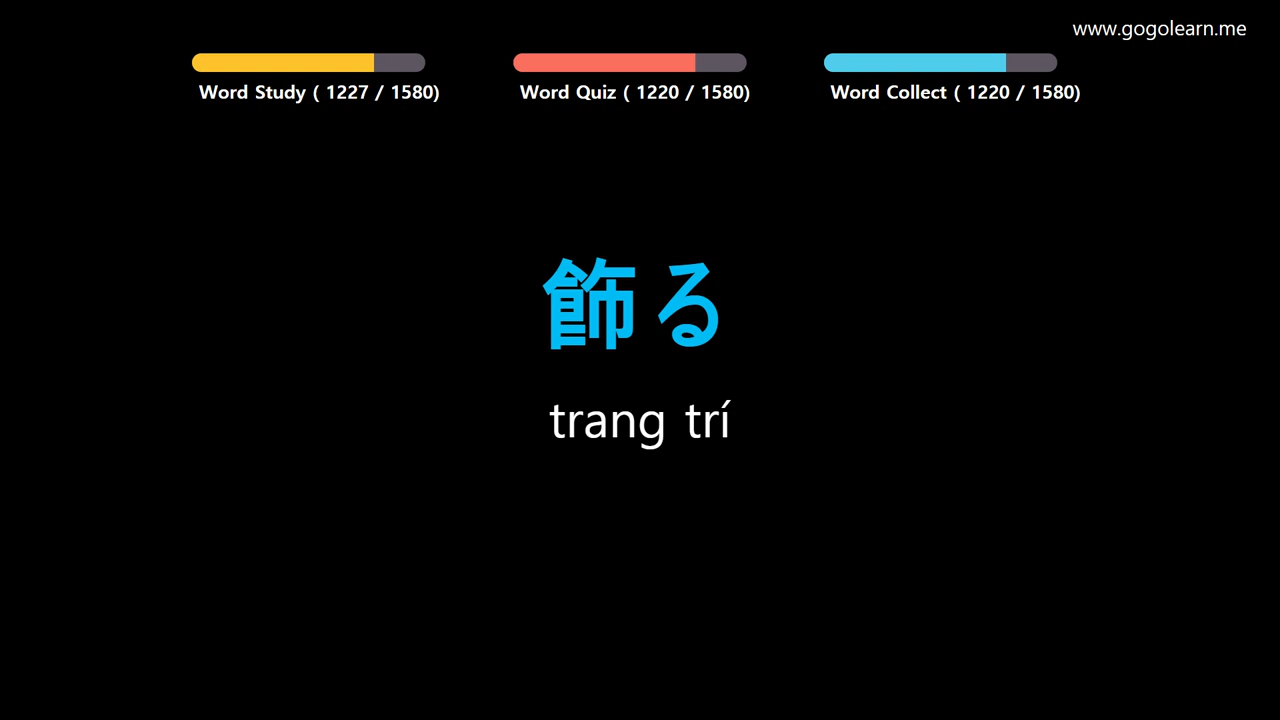 www.gogolearn.me
Word Study ( 1227 / 1580)
Word Quiz ( 1220 / 1580)
Word Collect ( 1220 / 1580)
飾る
trang trí